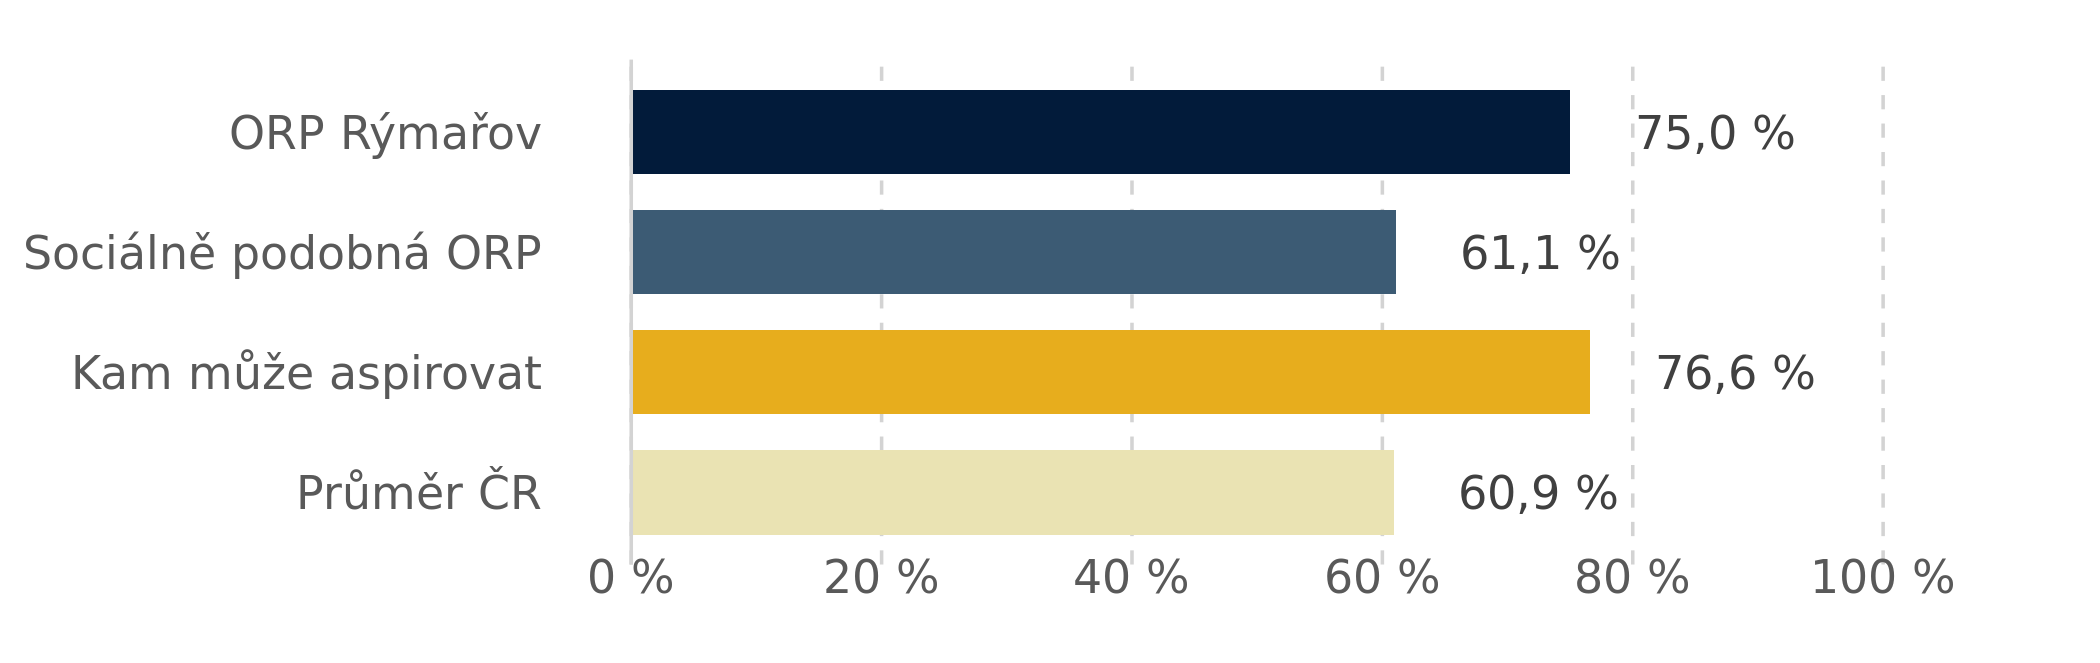 ORP Rýmařov 75,0 %
Sociálně podobná ORP 61,1 %
Kam může aspirovat 76,6 %
Průměr ČR 60,9 %
0 % 20 % 40 % 60 % 80 % 100 %